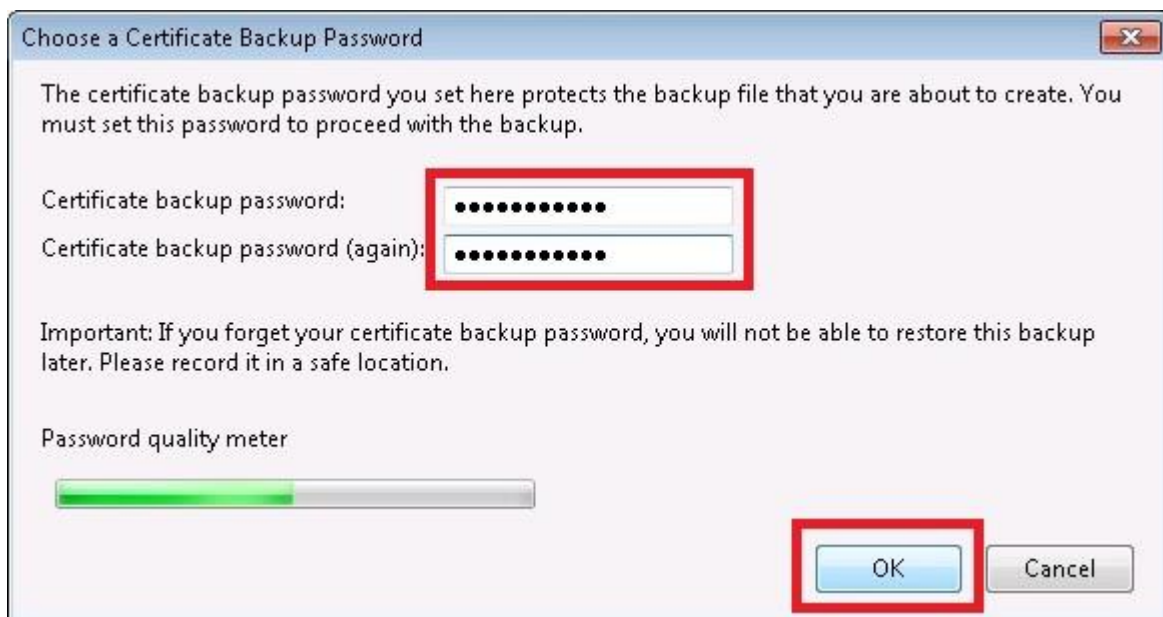 Choose a Certificate Backup Password
The certificate backup password you set here protects the backup file that you are about to create. You
must set this password to proceed with the backup.
Certificate backup password: •••••••••••
Certificate backup password (again): •••••••••••
Important: If you forget your certificate backup password, you will not be able to restore this backup
later. Please record it in a safe location.
Password quality meter
OK Cancel